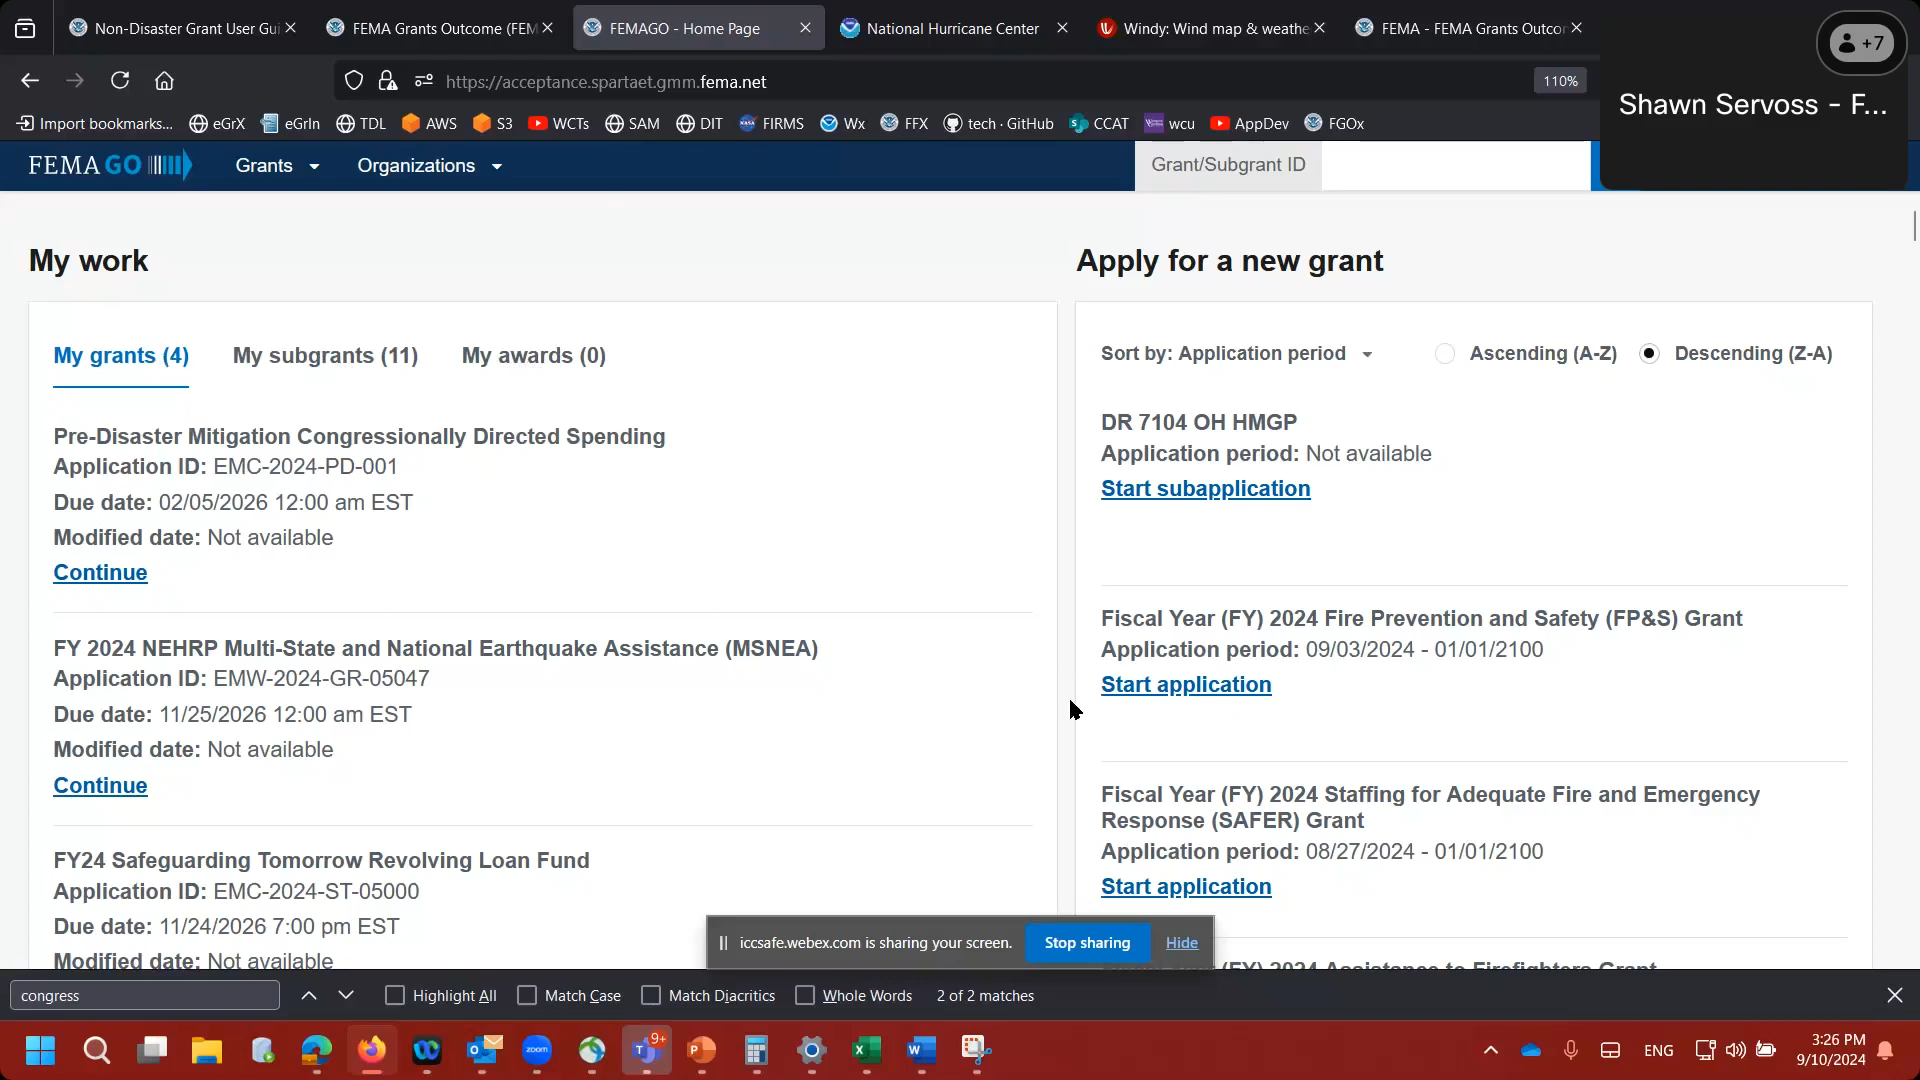 Non-Disaster Grant User Gui
FEMA Grants Outcome (FEM
FEMAGO - Home Page
National Hurricane Center
Windy: Wind map & weathe
FEMA - FEMA Grants Outcor
+7
https://acceptance.spartaet.gmm.fema.net
110%
Shawn Servoss - F...
Import bookmarks...
eGrX
eGrIn
TDL
AWS
S3
WCTs
SAM
DIT
FIRMS
Wx
FFX
tech · GitHub
CCAT
wcu
AppDev
FGOx
FEMA GO
Grants
Organizations
Grant/Subgrant ID
My work
My grants (4)
My subgrants (11)
My awards (0)
Pre-Disaster Mitigation Congressionally Directed Spending
Application ID: EMC-2024-PD-001
Due date: 02/05/2026 12:00 am EST
Modified date: Not available
Continue
FY 2024 NEHRP Multi-State and National Earthquake Assistance (MSNEA)
Application ID: EMW-2024-GR-05047
Due date: 11/25/2026 12:00 am EST
Modified date: Not available
Continue
FY24 Safeguarding Tomorrow Revolving Loan Fund
Application ID: EMC-2024-ST-05000
Due date: 11/24/2026 7:00 pm EST
Modified date: Not available
Apply for a new grant
Sort by: Application period
Ascending (A-Z)
Descending (Z-A)
DR 7104 OH HMGP
Application period: Not available
Start subapplication
Fiscal Year (FY) 2024 Fire Prevention and Safety (FP&S) Grant
Application period: 09/03/2024 - 01/01/2100
Start application
Fiscal Year (FY) 2024 Staffing for Adequate Fire and Emergency
Response (SAFER) Grant
Application period: 08/27/2024 - 01/01/2100
Start application
(FY) 2024 Assistance to Firefighters Grant
iccsafe.webex.com is sharing your screen.
Stop sharing
Hide
congress
Highlight All
Match Case
Match Diacritics
Whole Words
2 of 2 matches
zoom
9+
ENG
3:26 PM
9/10/2024